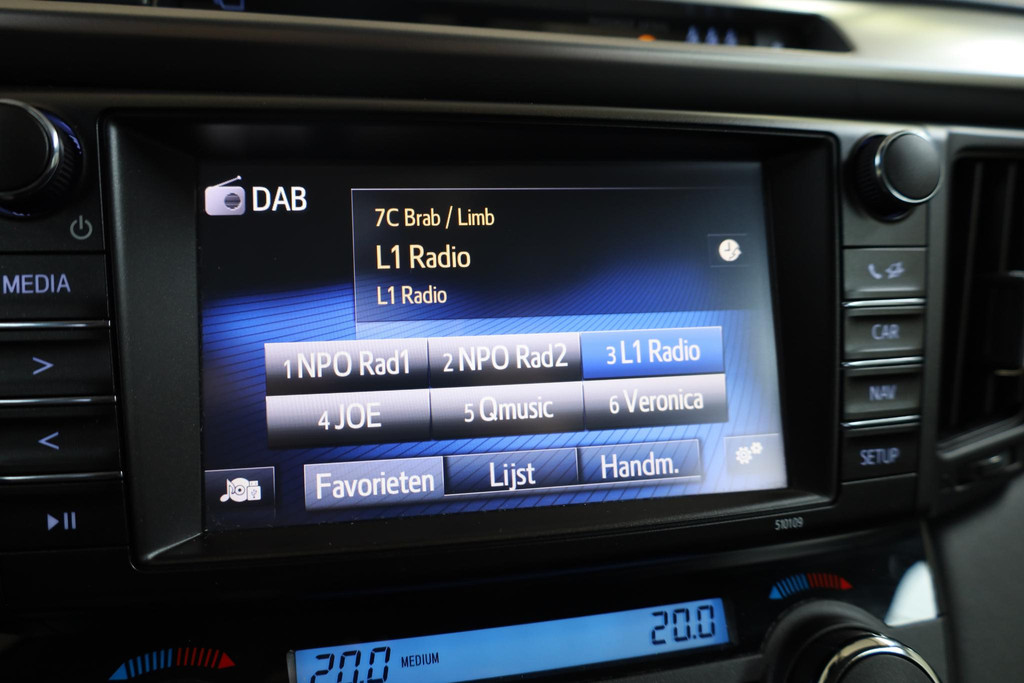 DAB
7C Brab / Limb
L1 Radio
L1 Radio
MEDIA
CAR
NAV
SETUP
1 NPO Rad1
2 NPO Rad2
3 L1 Radio
4 JOE
5 Qmusic
6 Veronica
Favorieten
Lijst
Handm.
510109
20.0
MEDIUM
20.0